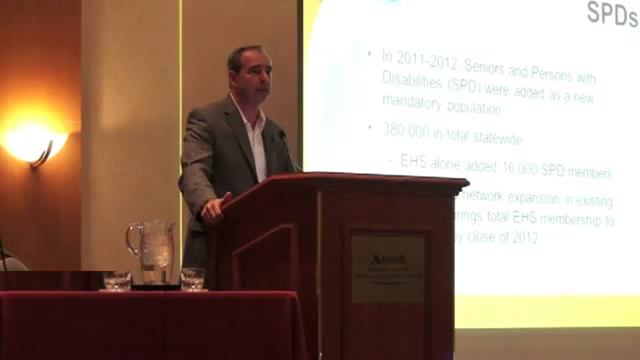 SPDs
• In 2011-2012 Seniors and Persons with
Disabilities (SPD) were added as a new
mandatory population
• 380,000 in total statewide
– EHS alone added 16,000 SPD members
network expansion in existing
total EHS membership to
by close of 2012
Marriott